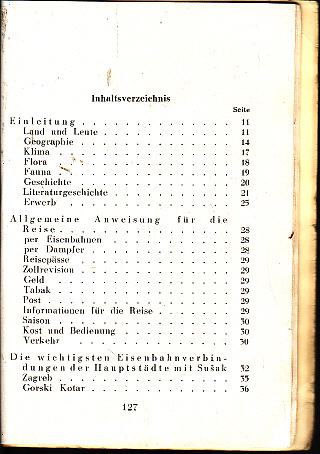 Inhaltsverzeichnis
Seite
Einleitung . . . . . . . . . . . . 11
Land und Leute . . . . . . . . . . . 11
Geographie . . . . . . . . . . . . 14
Klima . . . . . . . . . . . . . . 17
Flora . . . . . . . . . . . . . . 18
Fauna . . . . . . . . . . . . . . 19
Geschichte . . . . . . . . . . . . 20
Literaturgeschichte . . . . . . . . . 21
Erwerb . . . . . . . . . . . . . 25
Allgemeine Anweisung für die
Reise . . . . . . . . . . . . . . 28
per Eisenbahnen . . . . . . . . . . 28
per Dampfer . . . . . . . . . . . . 28
Reisepässe . . . . . . . . . . . . 29
Zollrevision . . . . . . . . . . . . 29
Geld . . . . . . . . . . . . . . 29
Tabak . . . . . . . . . . . . . . 29
Post . . . . . . . . . . . . . . 29
Informationen für die Reise . . . . . . 29
Saison . . . . . . . . . . . . . 30
Kost und Bedienung . . . . . . . . . 30
Verkehr . . . . . . . . . . . . . 30
Die wichtigsten Eisenbahnverbin-
dungen der Hauptstädte mit Sušak 32
Zagreb . . . . . . . . . . . . . 35
Gorski Kotar . . . . . . . . . . . 36
127